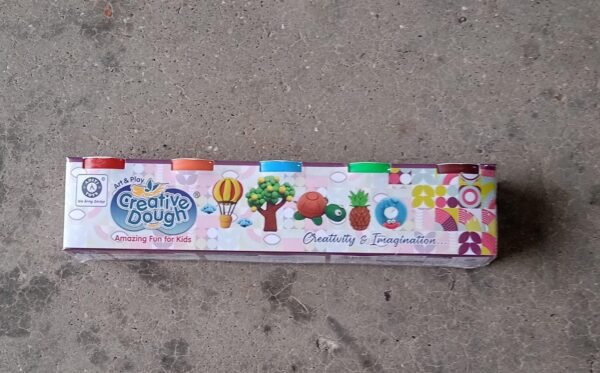 Art & Play
Creative
Dough
®
Amazing Fun for Kids
Creativity & Imagination...